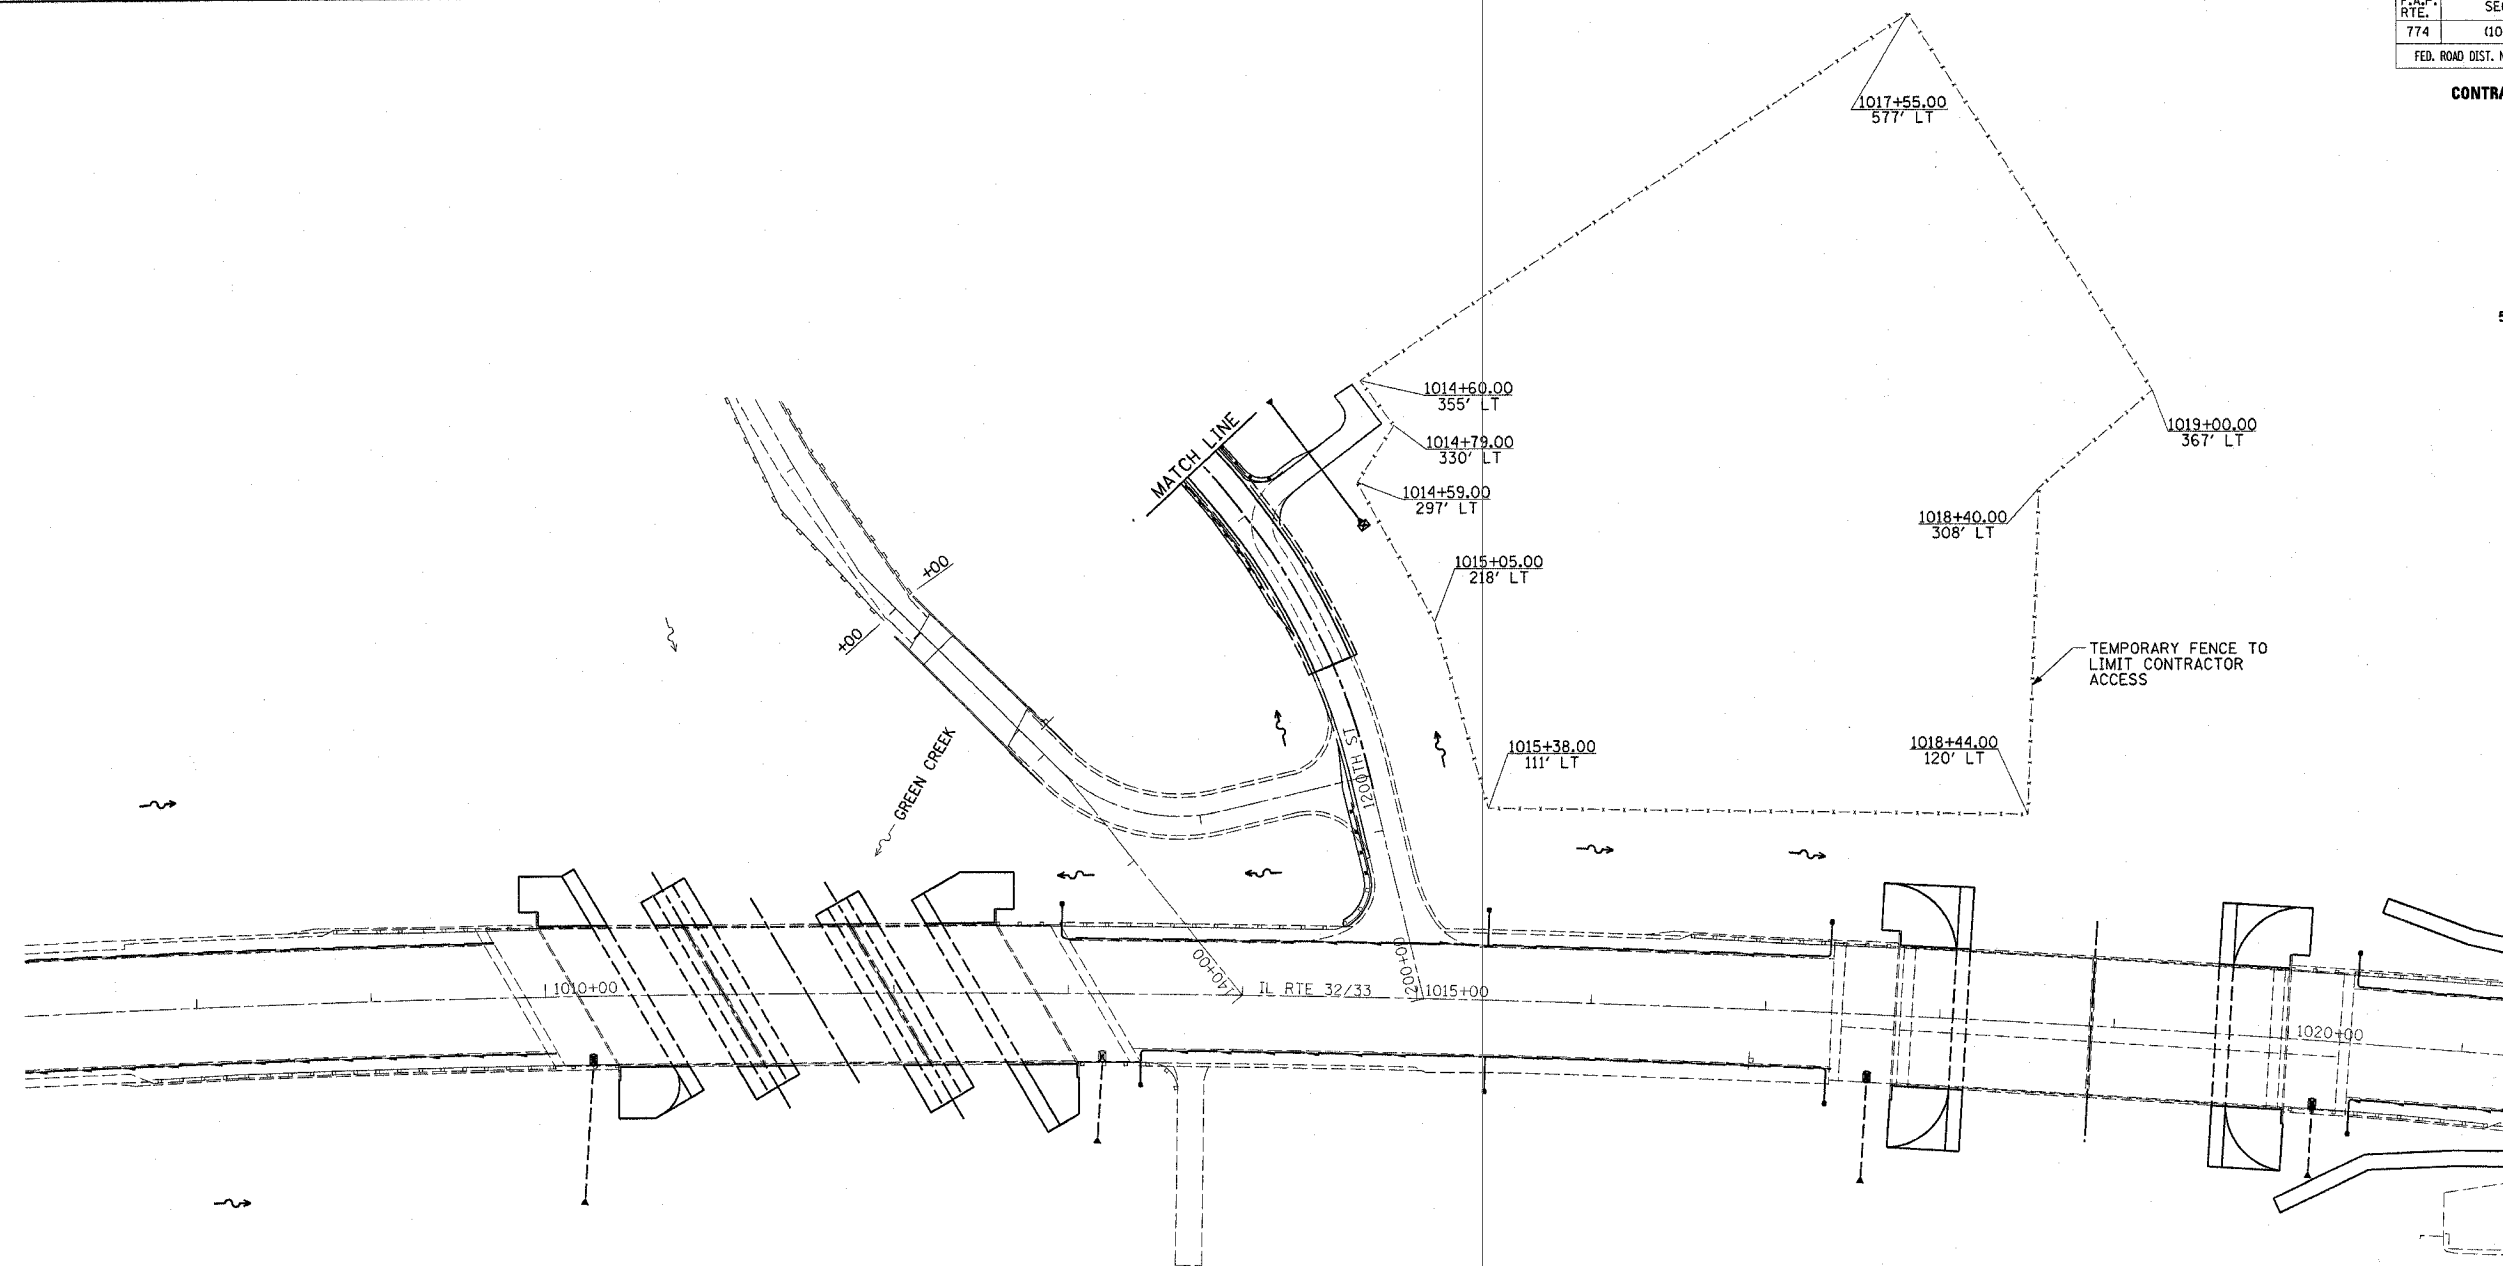 F.A.P.
RTE.
774
FED. ROAD DIST.
1017+55.00
577' LT
1014+60.00
355' LT
MATCH LINE
1014+79.00
330' LT
1019+00.00
367' LT
1014+59.00
297' LT
1018+40.00
308' LT
1015+05.00
218' LT
+00
+00
TEMPORARY FENCE TO
LIMIT CONTRACTOR
ACCESS
GREEN CREEK
1200TH ST
1015+38.00
111' LT
1018+44.00
120' LT
1010+00
140+00
IL RTE 32/33
200+00
1015+00
1020+00